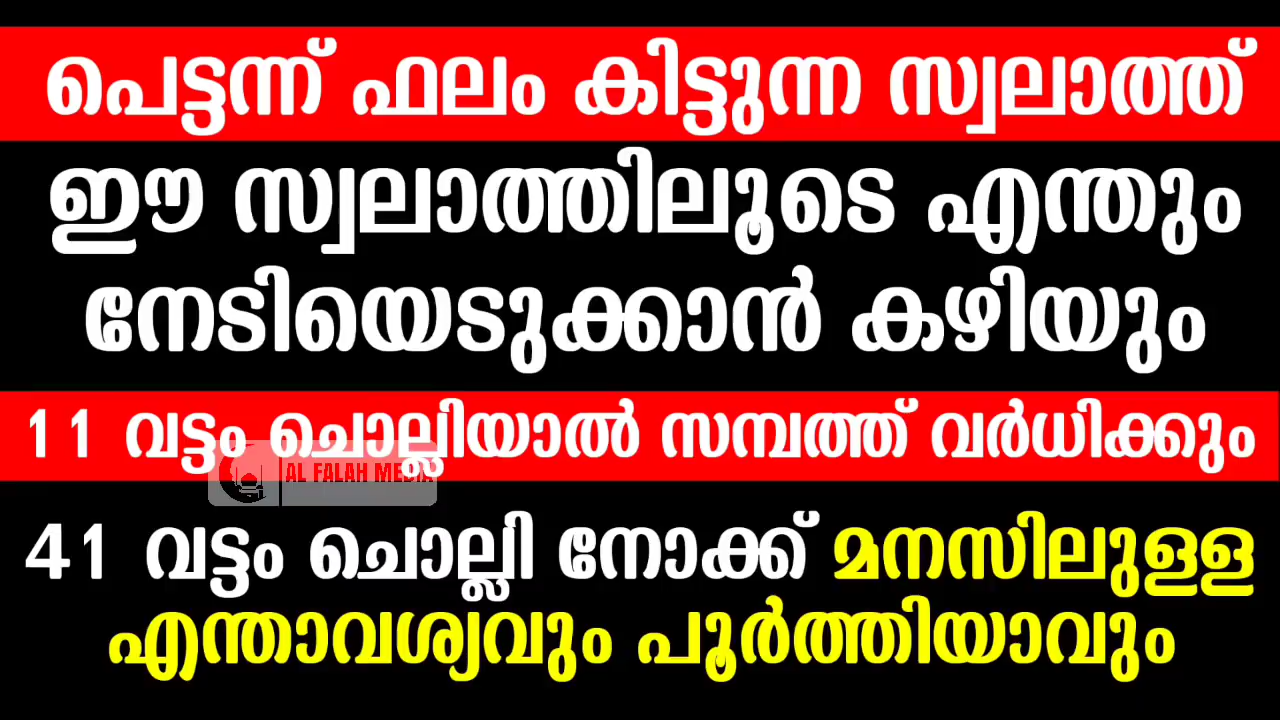 പെട്ടന്ന് ഫലം കിട്ടുന്ന സ്വലാത്ത്
ഈ സ്വലാത്തിലൂടെ എന്തും
നേടിയെടുക്കാൻ കഴിയും
11 വട്ടം ചൊല്ലിയാൽ സമ്പത്ത് വർധിക്കും
AL FALAH MEDIA
41 വട്ടം ചൊല്ലി നോക്ക് മനസിലുളള
എന്താവശ്യവും പൂർത്തിയാവും